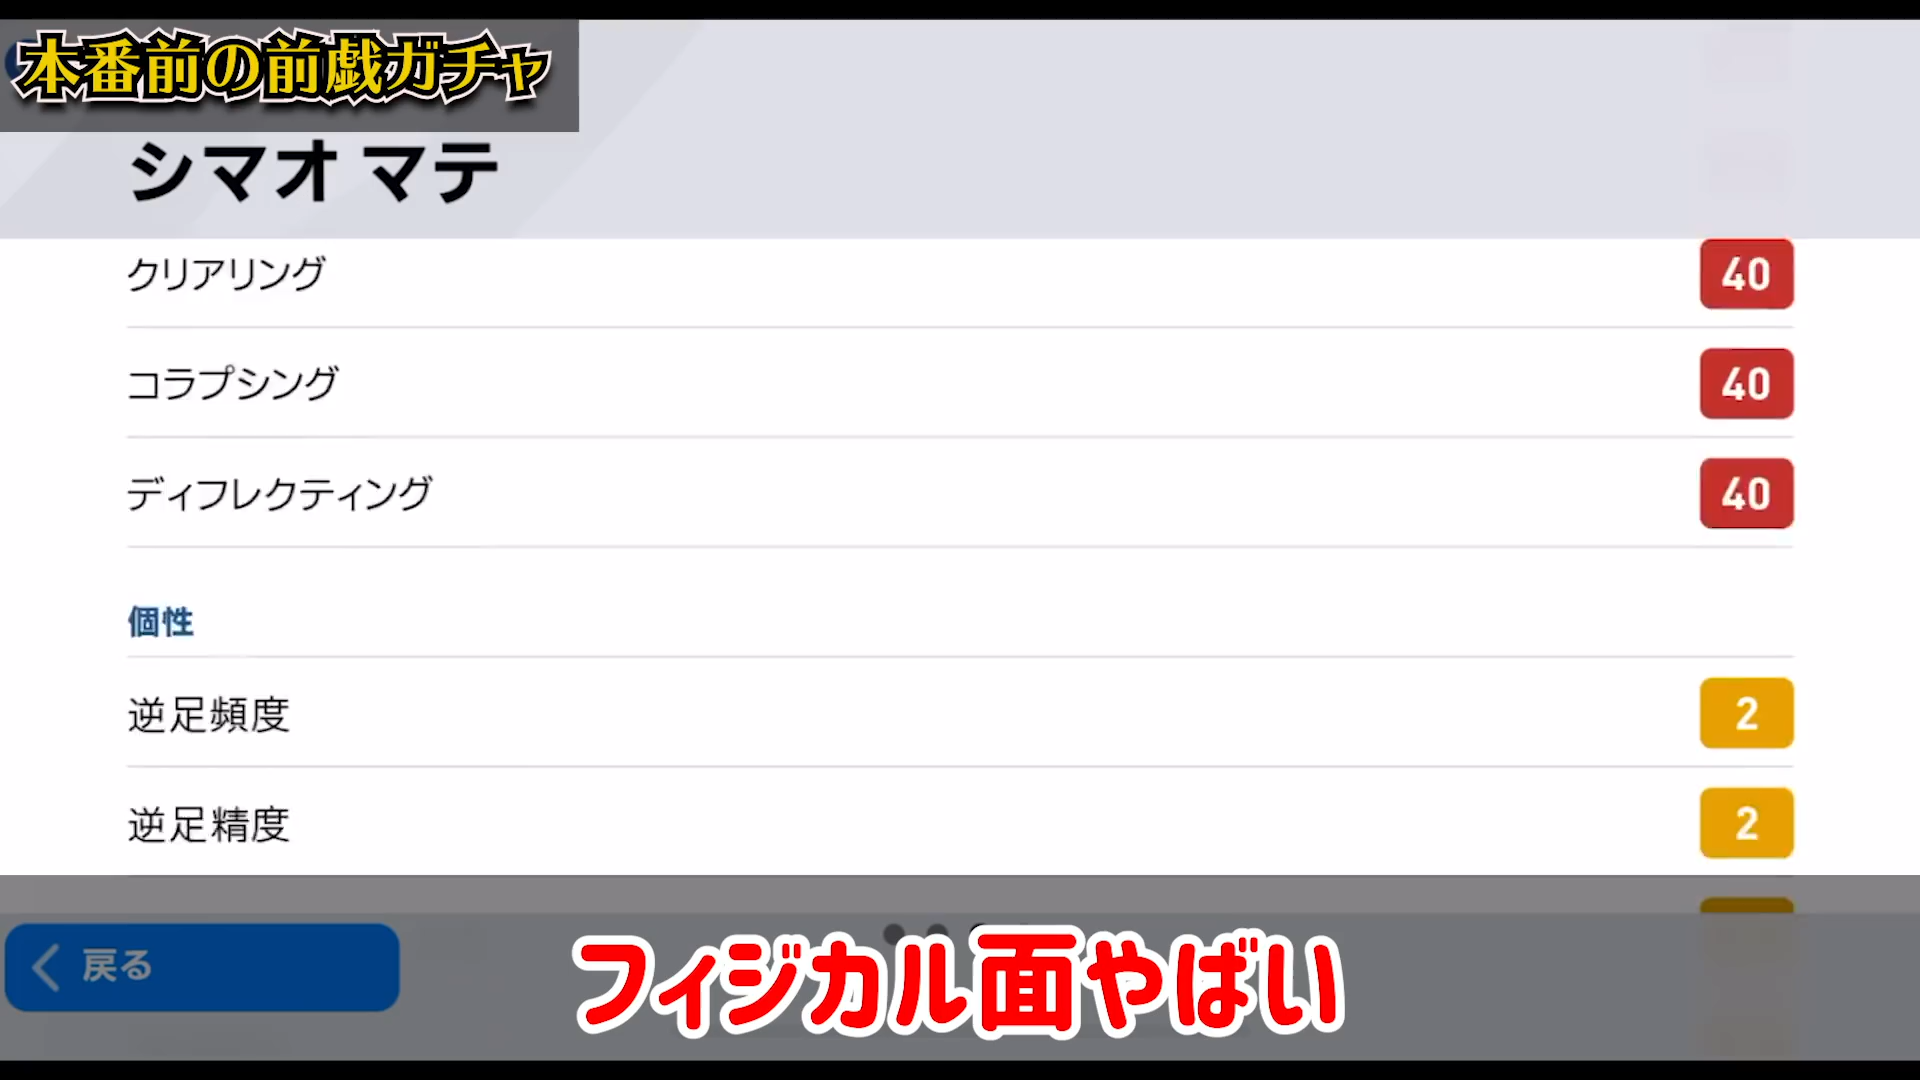 本番前の前戯ガチャ
シマオ マテ
クリアリング 40
コラプシング 40
ディフレクティング 40
個性
逆足頻度 2
逆足精度 2
戻る
フィジカル面やばい